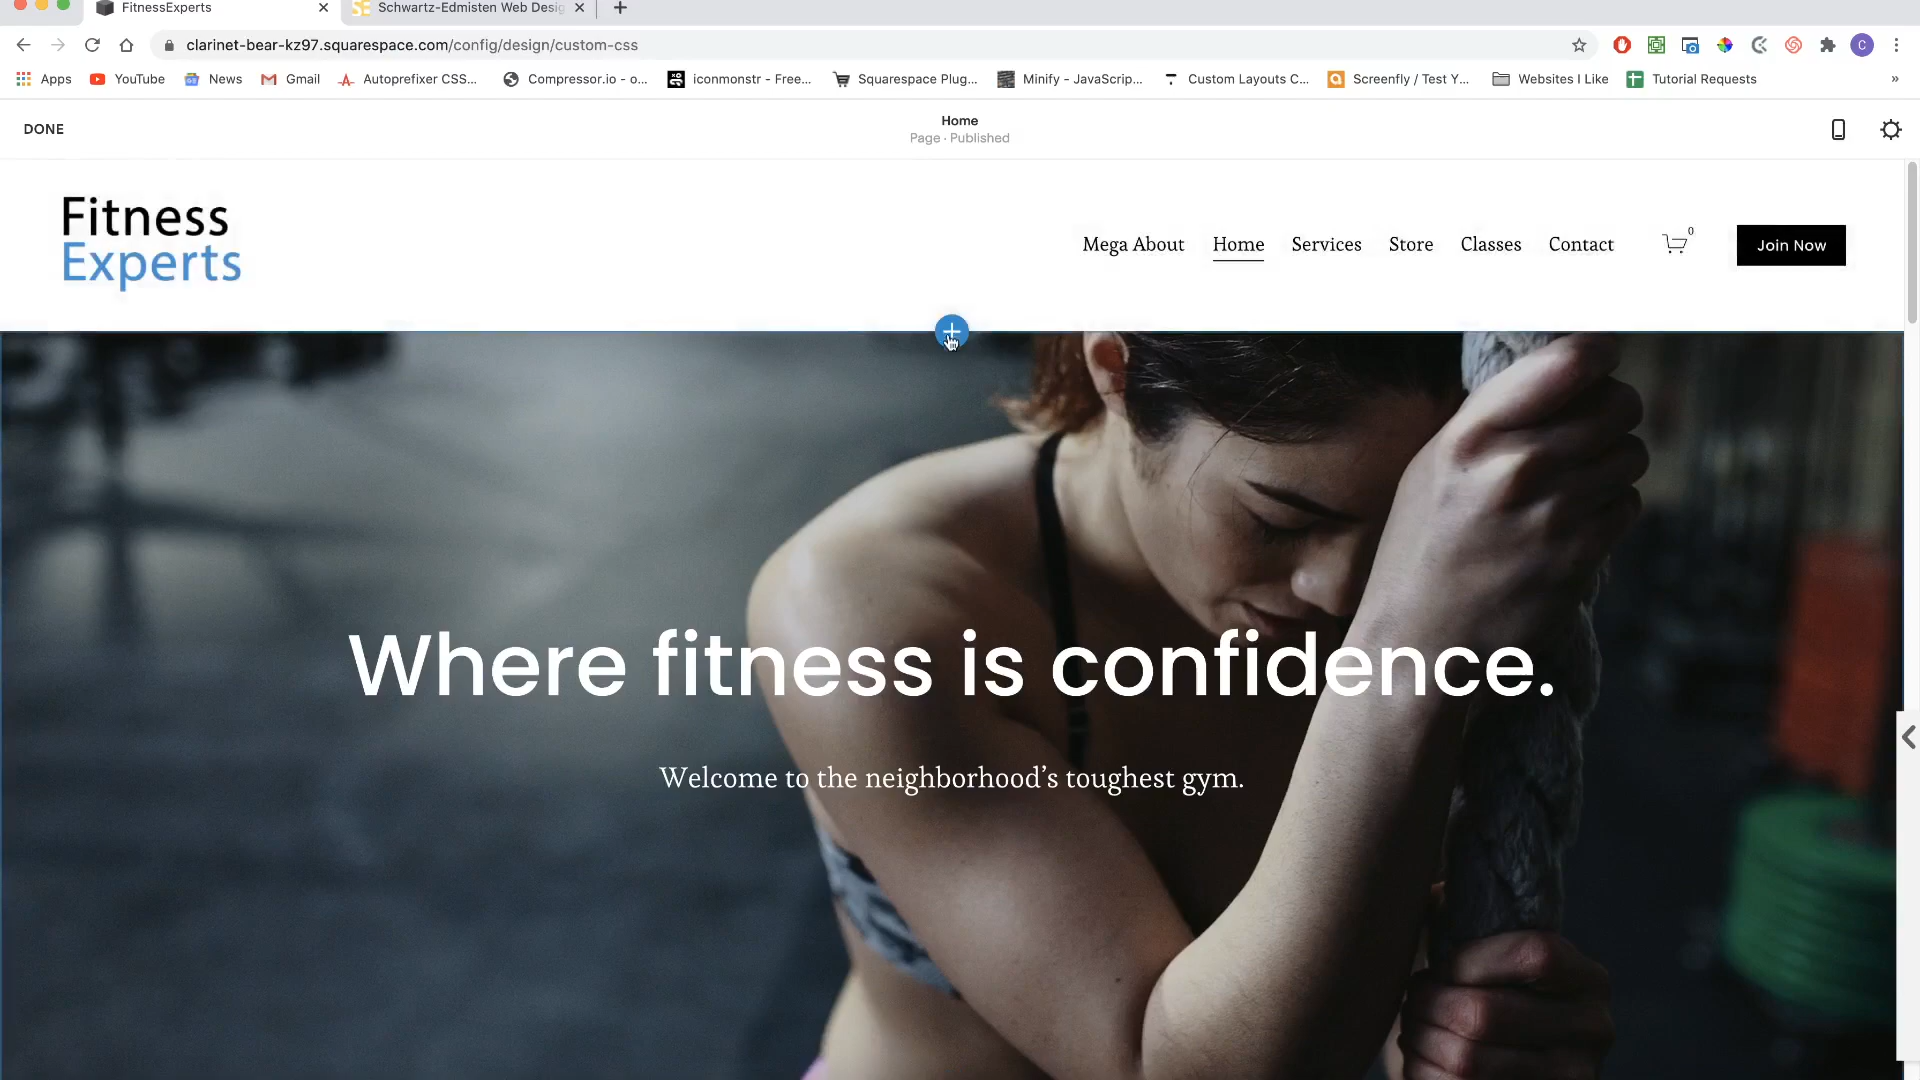 FitnessExperts
Schwartz-Edmisten Web Desig
clarinet-bear-kz97.squarespace.com/config/design/custom-css
C
Apps
YouTube
News
Gmail
Autoprefixer CSS...
Compressor.io - o...
iconmonstr - Free...
Squarespace Plug...
Minify - JavaScrip...
Custom Layouts C...
Screenfly / Test Y...
Websites I Like
Tutorial Requests
»
DONE
Home
Page · Published
Fitness
Experts
Mega About
Home
Services
Store
Classes
Contact
0
Join Now
Where fitness is confidence.
Welcome to the neighborhood’s toughest gym.